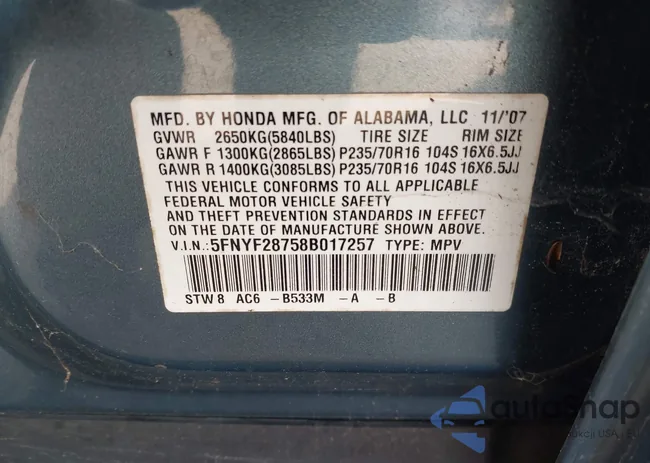 MFD. BY HONDA MFG. OF ALABAMA, LLC 11/'07
GVWR 2650KG(5840LBS) TIRE SIZE RIM SIZE
GAWR F 1300KG(2865LBS) P235/70R16 104S 16X6.5JJ
GAWR R 1400KG(3085LBS) P235/70R16 104S 16X6.5JJ
THIS VEHICLE CONFORMS TO ALL APPLICABLE
FEDERAL MOTOR VEHICLE SAFETY
AND THEFT PREVENTION STANDARDS IN EFFECT
ON THE DATE OF MANUFACTURE SHOWN ABOVE.
V.I.N.: 5FNYF28758B017257 TYPE: MPV
STW 8 AC6 -B533M -A -B
autoSnap
USA